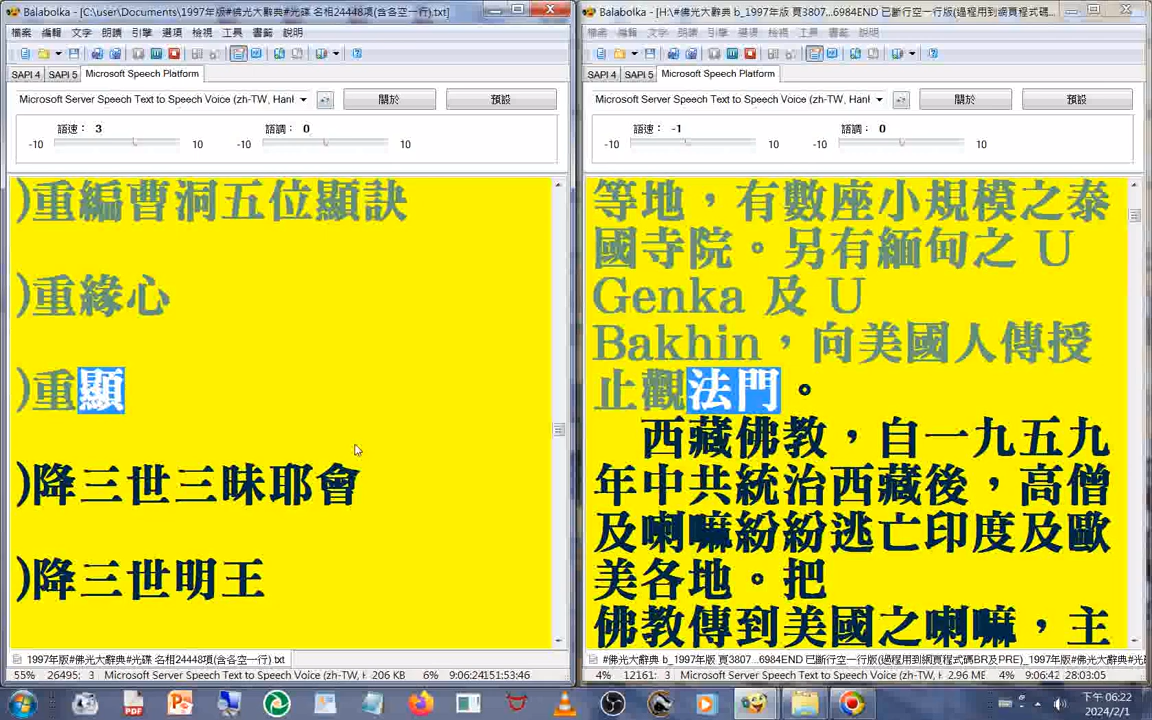 Balabolka - [C:\user\Documents\1997年版#佛光大辭典#光碟 名相24448項(含各空一行).txt]
檔案 編輯 文字 朗讀 引擎 選項 檢視 工具 書籤 說明
SAPI 4 SAPI 5 Microsoft Speech Platform
Microsoft Server Speech Text to Speech Voice (zh-TW, Hanl
關於
預設
語速： 3
語調： 0
-10 10 -10 10
)重編曹洞五位顯訣
)重緣心
)重顯
)降三世三昧耶會
)降三世明王
1997年版#佛光大辭典#光碟 名相24448項(含各空一行).txt
55% 26495: 3 Microsoft Server Speech Text to Speech Voice (zh-TW, H 206 KB 6% 9:06:24151:53:46
Balabolka - [H:\#佛光大辭典 b_1997年版 頁3807...6984END 已斷行空一行版(過程用到網頁程式碼...
檔案 編輯 文字 朗讀 引擎 選項 檢視 工具 書籤 說明
SAPI 4 SAPI 5 Microsoft Speech Platform
Microsoft Server Speech Text to Speech Voice (zh-TW, Hanl
關於
預設
語速： -1
語調： 0
-10 10 -10 10
等地，有數座小規模之泰
國寺院。另有緬甸之 U
Genka 及 U
Bakhin，向美國人傳授
止觀法門。
西藏佛教，自一九五九
年中共統治西藏後，高僧
及喇嘛紛紛逃亡印度及歐
美各地。把
佛教傳到美國之喇嘛，主
#佛光大辭典 b_1997年版 頁3807...6984END 已斷行空一行版(過程用到網頁程式碼BR及PRE)_1997年版#佛光
4% 12161: 3 Microsoft Server Speech Text to Speech Voice (zh-TW, H 2.96 ME 4% 9:06:42 28:03:05
PDF
下午 06:22
2024/2/1